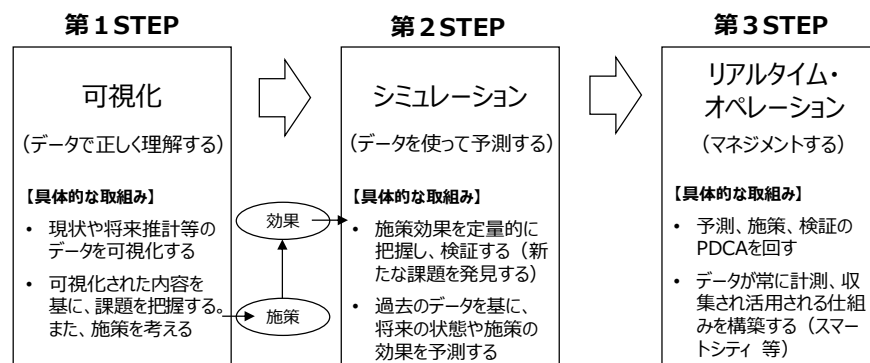 第１STEP
可視化
（データで正しく理解する）
【具体的な取組み】
• 現状や将来推計等の
データを可視化する
• 可視化された内容を
基に、課題を把握する。
また、施策を考える
効果
施策
第２STEP
シミュレーション
（データを使って予測する）
【具体的な取組み】
• 施策効果を定量的に
把握し、検証する（新
たな課題を発見する）
• 過去のデータを基に、
将来の状態や施策の
効果を予測する
第３STEP
リアルタイム・
オペレーション
（マネジメントする）
【具体的な取組み】
• 予測、施策、検証の
PDCAを回す
• データが常に計測、収
集され活用される仕組
みを構築する（スマー
トシティ 等）